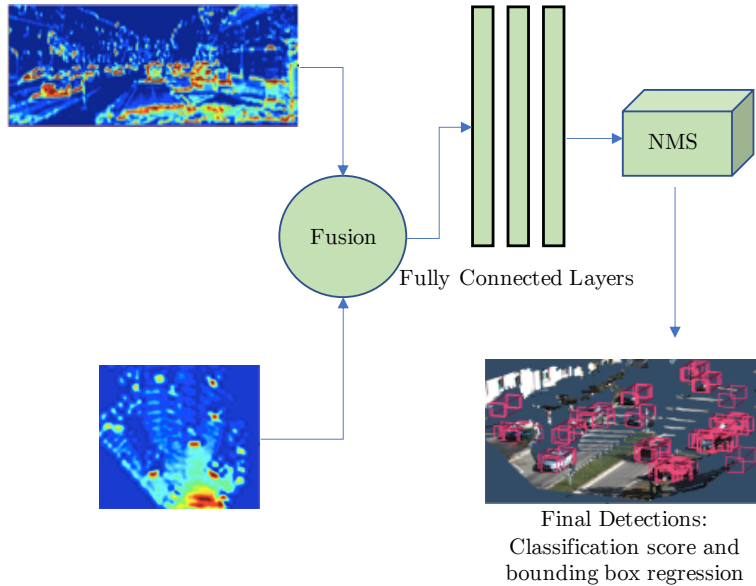 NMS
Fusion
Fully Connected Layers
Final Detections:
Classification score and
bounding box regression